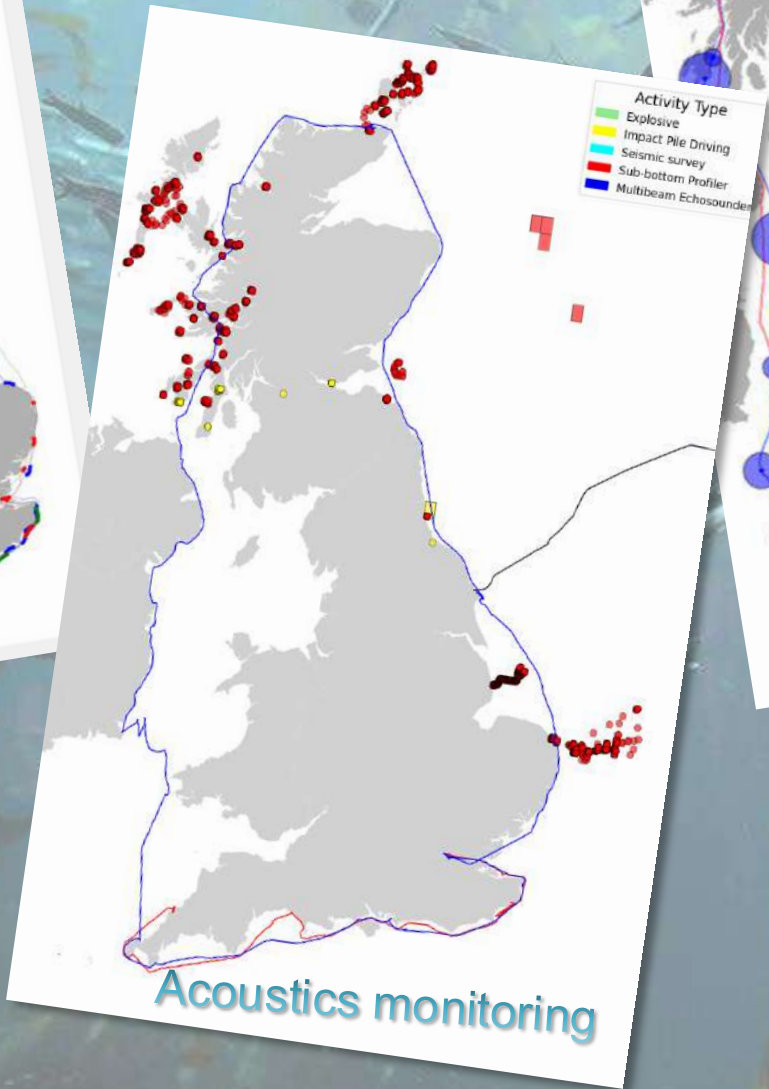 Activity Type
Explosive
Impact Pile Driving
Seismic survey
Sub-bottom Profiler
Multibeam Echosounder
Acoustics monitoring